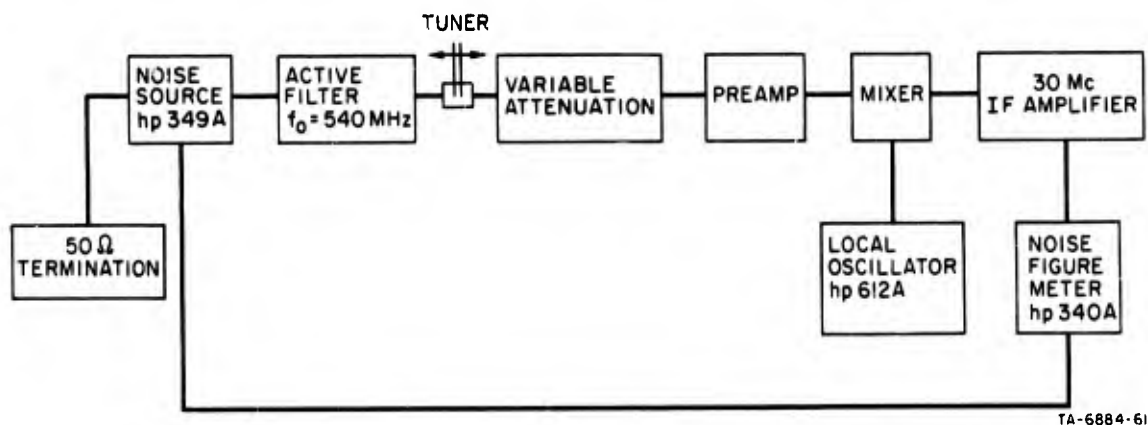 TUNER
NOISE
SOURCE
hp 349A
ACTIVE
FILTER
f₀ = 540 MHz
VARIABLE
ATTENUATION
PREAMP
MIXER
30 Mc
IF AMPLIFIER
50 Ω
TERMINATION
LOCAL
OSCILLATOR
hp 612A
NOISE
FIGURE
METER
hp 340A
TA-6884-61